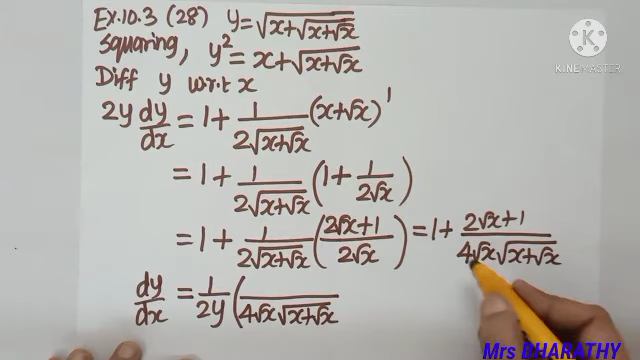 Ex.10.3 (28) y = √(x+√(x+√x))
Squaring, y² = x+√(x+√x)
Diff y w.r.t x
2y dy/dx = 1 + 1/(2√(x+√x)) (x+√x)'
= 1 + 1/(2√(x+√x)) (1 + 1/(2√x))
= 1 + 1/(2√(x+√x)) ((2√x+1)/(2√x)) = 1 + (2√x+1)/(4√x√(x+√x))
dy/dx = 1/2y ( /(4√x√(x+√x))
KINEMASTER
Mrs BHARATHY